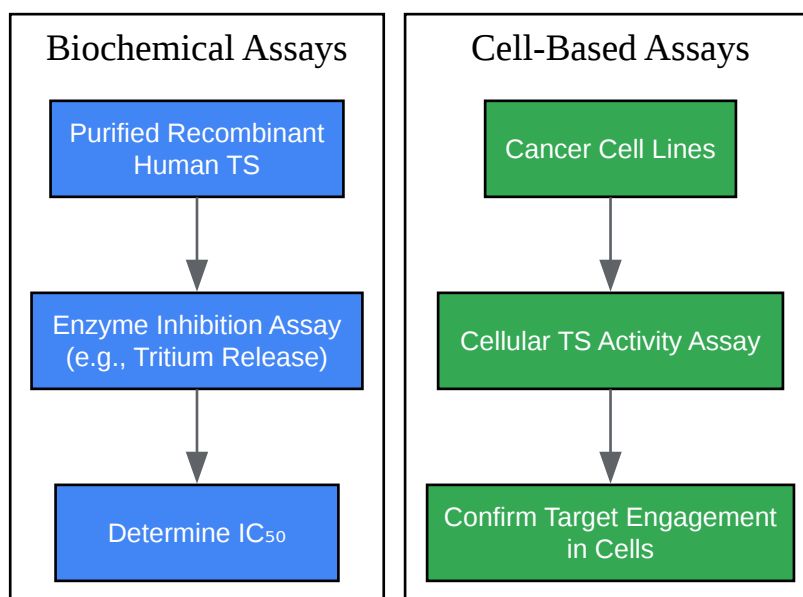 Biochemical Assays
Purified Recombinant
Human TS
Enzyme Inhibition Assay
(e.g., Tritium Release)
Determine IC₅₀
Cell-Based Assays
Cancer Cell Lines
Cellular TS Activity Assay
Confirm Target Engagement
in Cells